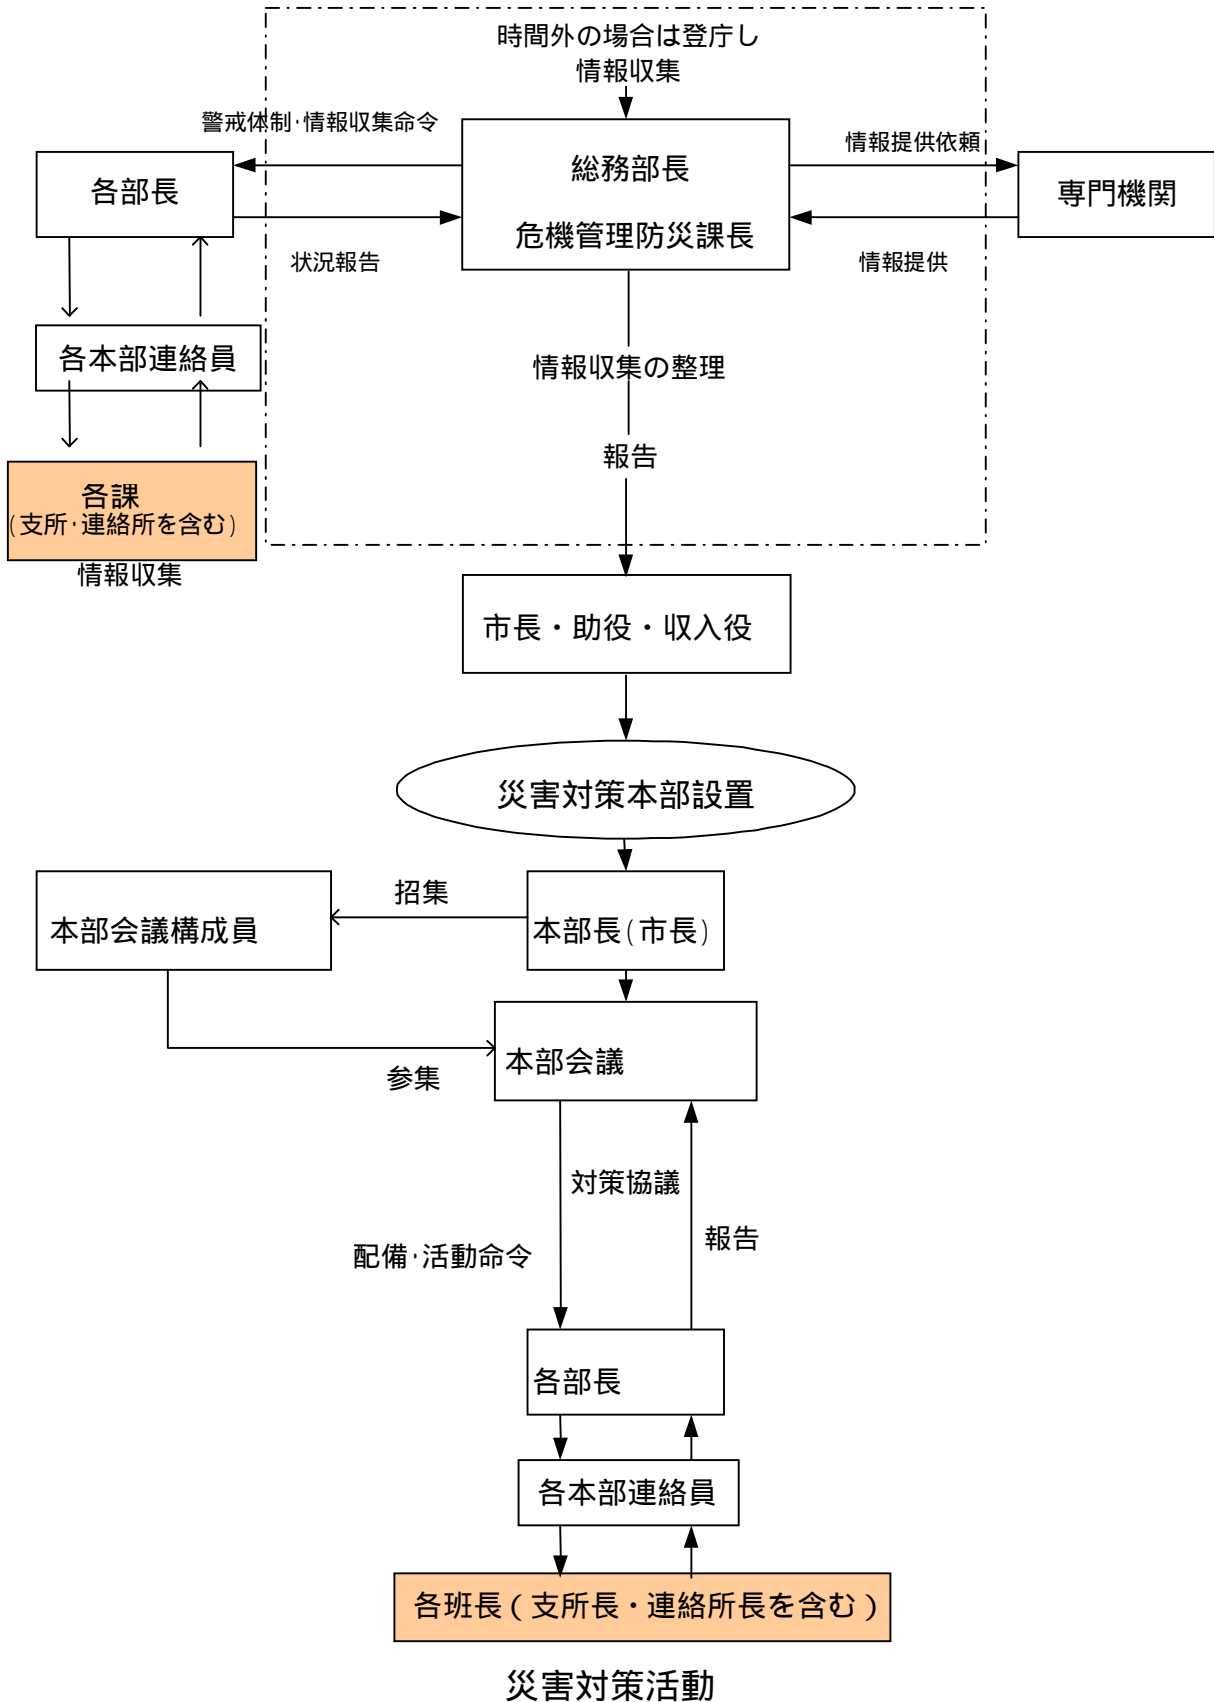 時間外の場合は登庁し
情報収集
警戒体制・情報収集命令
情報提供依頼
各部長
総務部長
危機管理防災課長
専門機関
状況報告
情報提供
各本部連絡員
情報収集の整理
報告
各課
(支所・連絡所を含む)
情報収集
市長・助役・収入役
災害対策本部設置
招集
本部会議構成員
本部長(市長)
本部会議
参集
対策協議
報告
配備・活動命令
各部長
各本部連絡員
各班長(支所長・連絡所長を含む)
災害対策活動